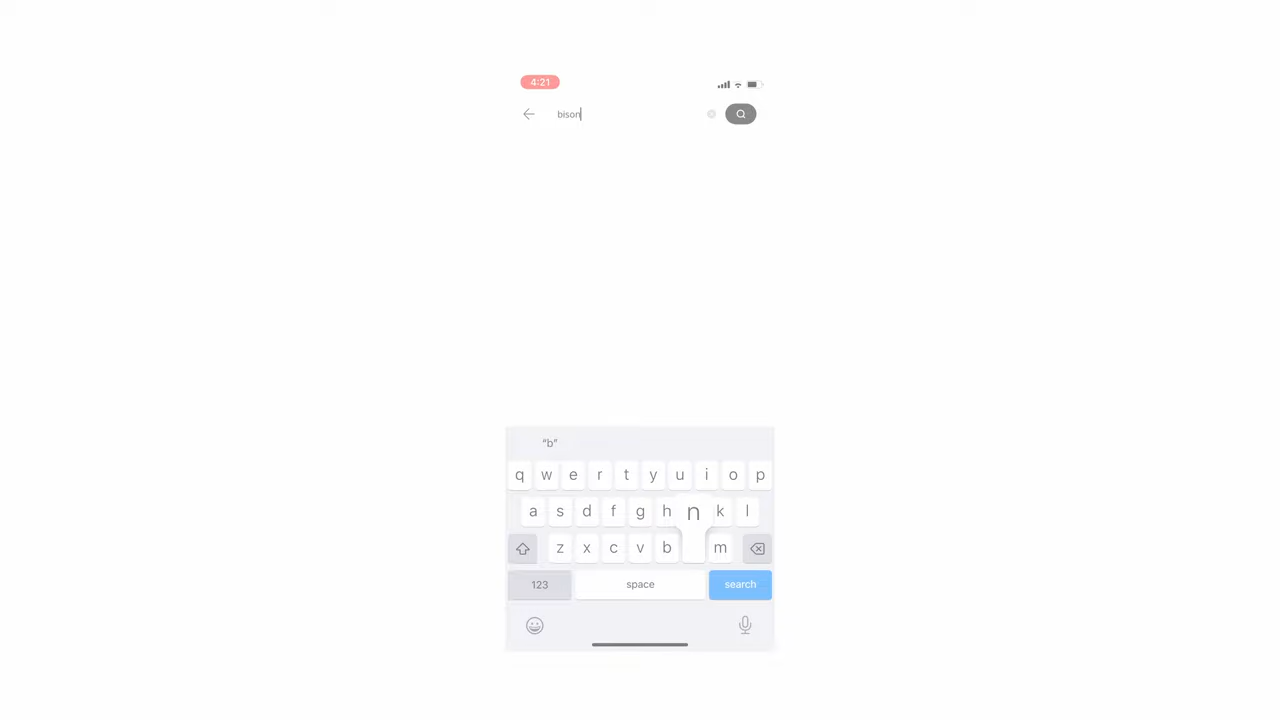 4:21
bison
"b"
q w e r t y u i o p
a s d f g h n k l
z x c v b m
123 space search